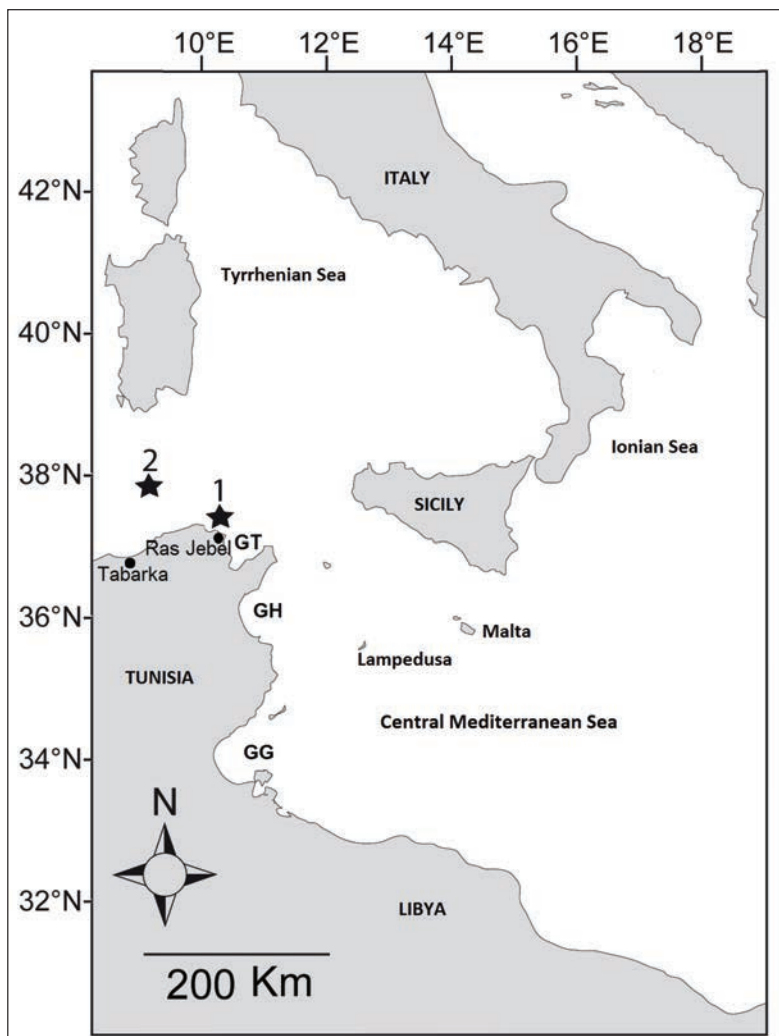 10°E 12°E 14°E 16°E 18°E
42°N
40°N
38°N
36°N
34°N
32°N
ITALY
Tyrrhenian Sea
Ionian Sea
2
1
SICILY
Ras Jebel
GT
Tabarka
GH
Malta
Lampedusa
TUNISIA
Central Mediterranean Sea
GG
N
LIBYA
200 Km